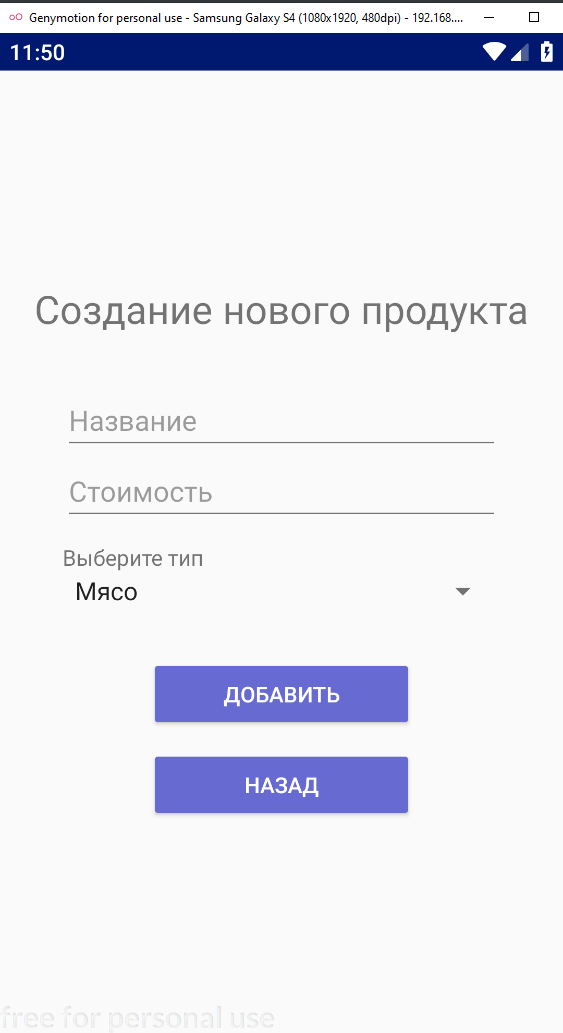 Genymotion for personal use - Samsung Galaxy S4 (1080x1920, 480dpi) - 192.168....
11:50
Создание нового продукта
Название
Стоимость
Выберите тип
Мясо
ДОБАВИТЬ
НАЗАД
free for personal use